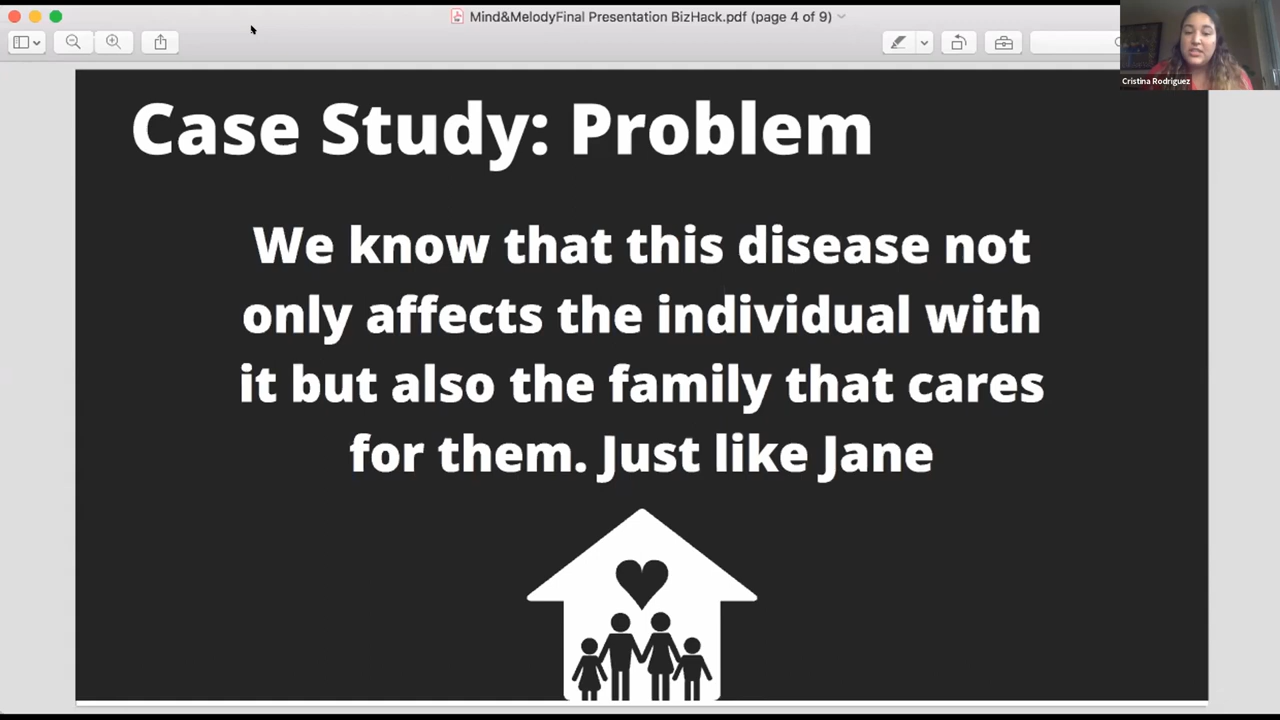 Mind&MelodyFinal Presentation BizHack.pdf (page 4 of 9)
Cristina Rodriguez
Case Study: Problem
We know that this disease not
only affects the individual with
it but also the family that cares
for them. Just like Jane